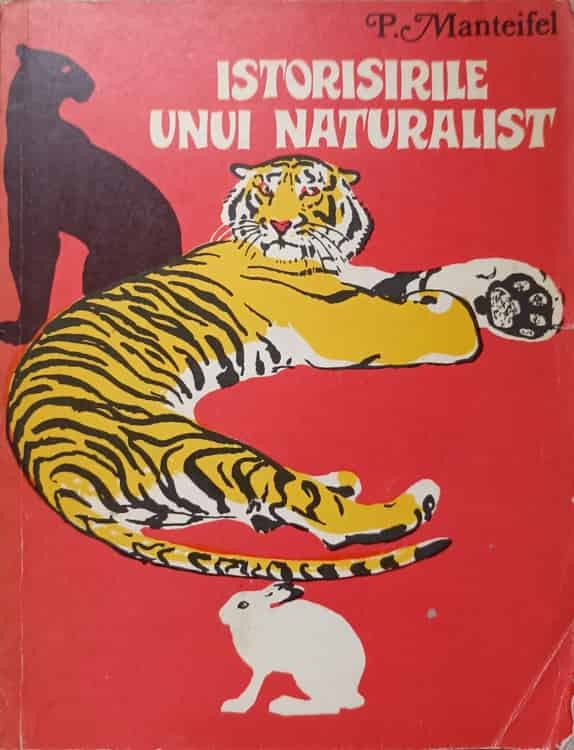 P. Manteifel
ISTORISIRILE
UNUI NATURALIST